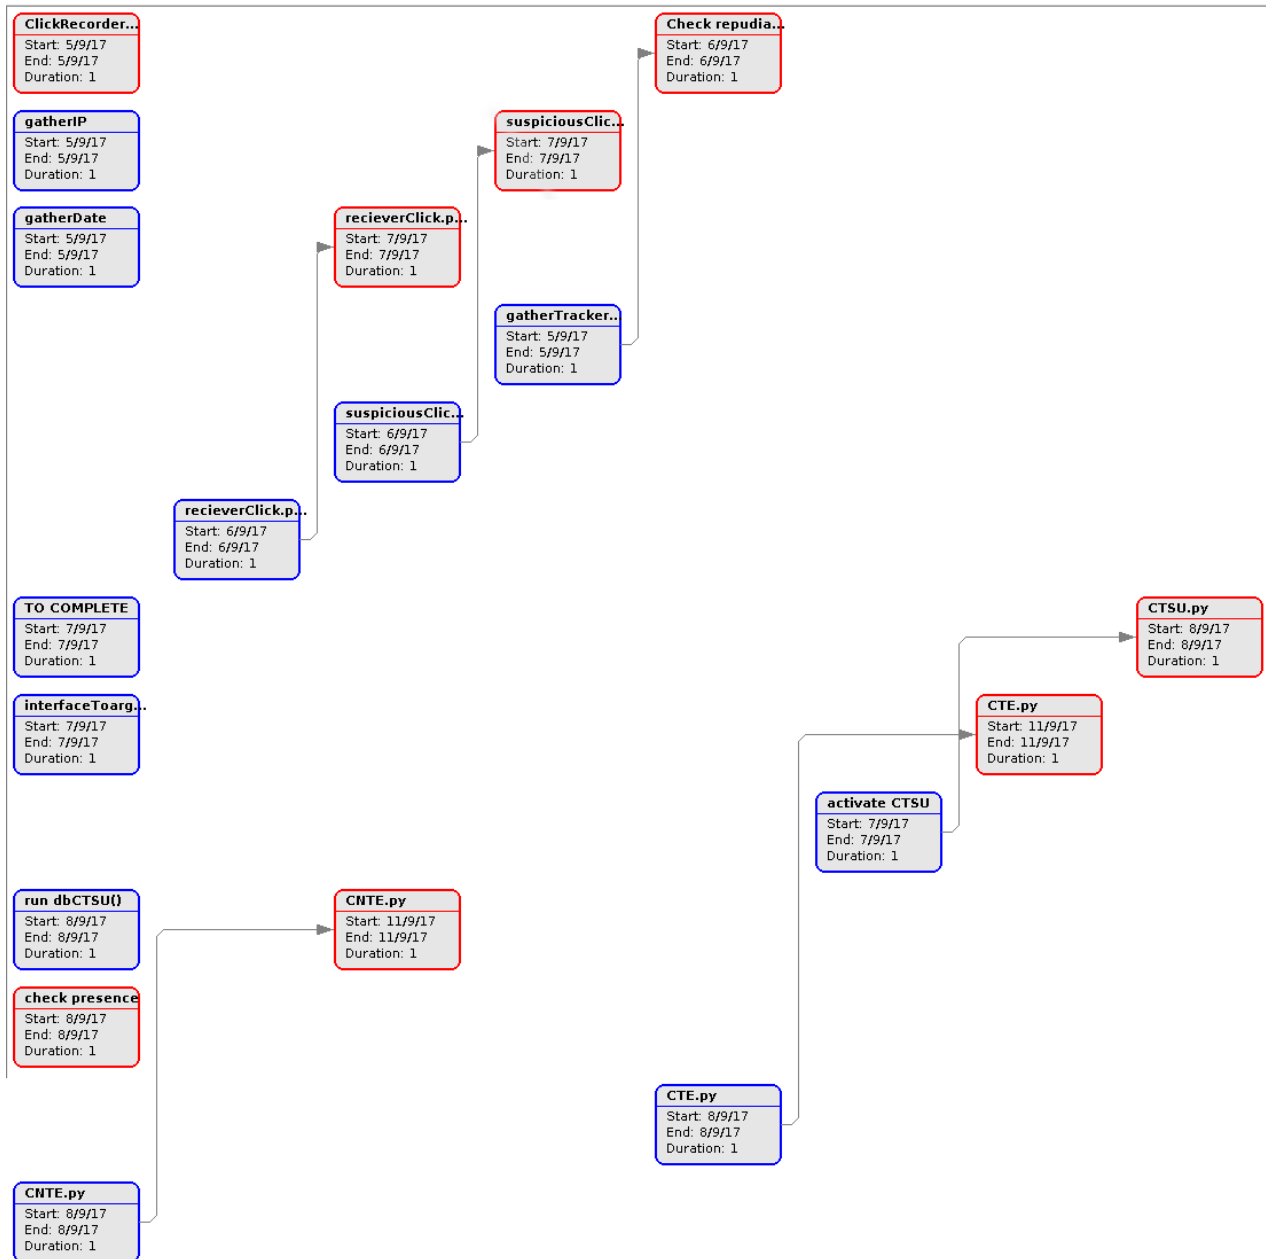 ClickRecorder...
Start: 5/9/17
End: 5/9/17
Duration: 1
Check repudia...
Start: 6/9/17
End: 6/9/17
Duration: 1
gatherIP
Start: 5/9/17
End: 5/9/17
Duration: 1
suspiciousClic...
Start: 7/9/17
End: 7/9/17
Duration: 1
gatherDate
Start: 5/9/17
End: 5/9/17
Duration: 1
recieverClick.p...
Start: 7/9/17
End: 7/9/17
Duration: 1
gatherTracker...
Start: 5/9/17
End: 5/9/17
Duration: 1
suspiciousClic...
Start: 6/9/17
End: 6/9/17
Duration: 1
recieverClick.p...
Start: 6/9/17
End: 6/9/17
Duration: 1
TO COMPLETE
Start: 7/9/17
End: 7/9/17
Duration: 1
CTSU.py
Start: 8/9/17
End: 8/9/17
Duration: 1
interfaceToarg...
Start: 7/9/17
End: 7/9/17
Duration: 1
CTE.py
Start: 11/9/17
End: 11/9/17
Duration: 1
activate CTSU
Start: 7/9/17
End: 7/9/17
Duration: 1
run dbCTSU()
Start: 8/9/17
End: 8/9/17
Duration: 1
CNTE.py
Start: 11/9/17
End: 11/9/17
Duration: 1
check presence
Start: 8/9/17
End: 8/9/17
Duration: 1
CTE.py
Start: 8/9/17
End: 8/9/17
Duration: 1
CNTE.py
Start: 8/9/17
End: 8/9/17
Duration: 1